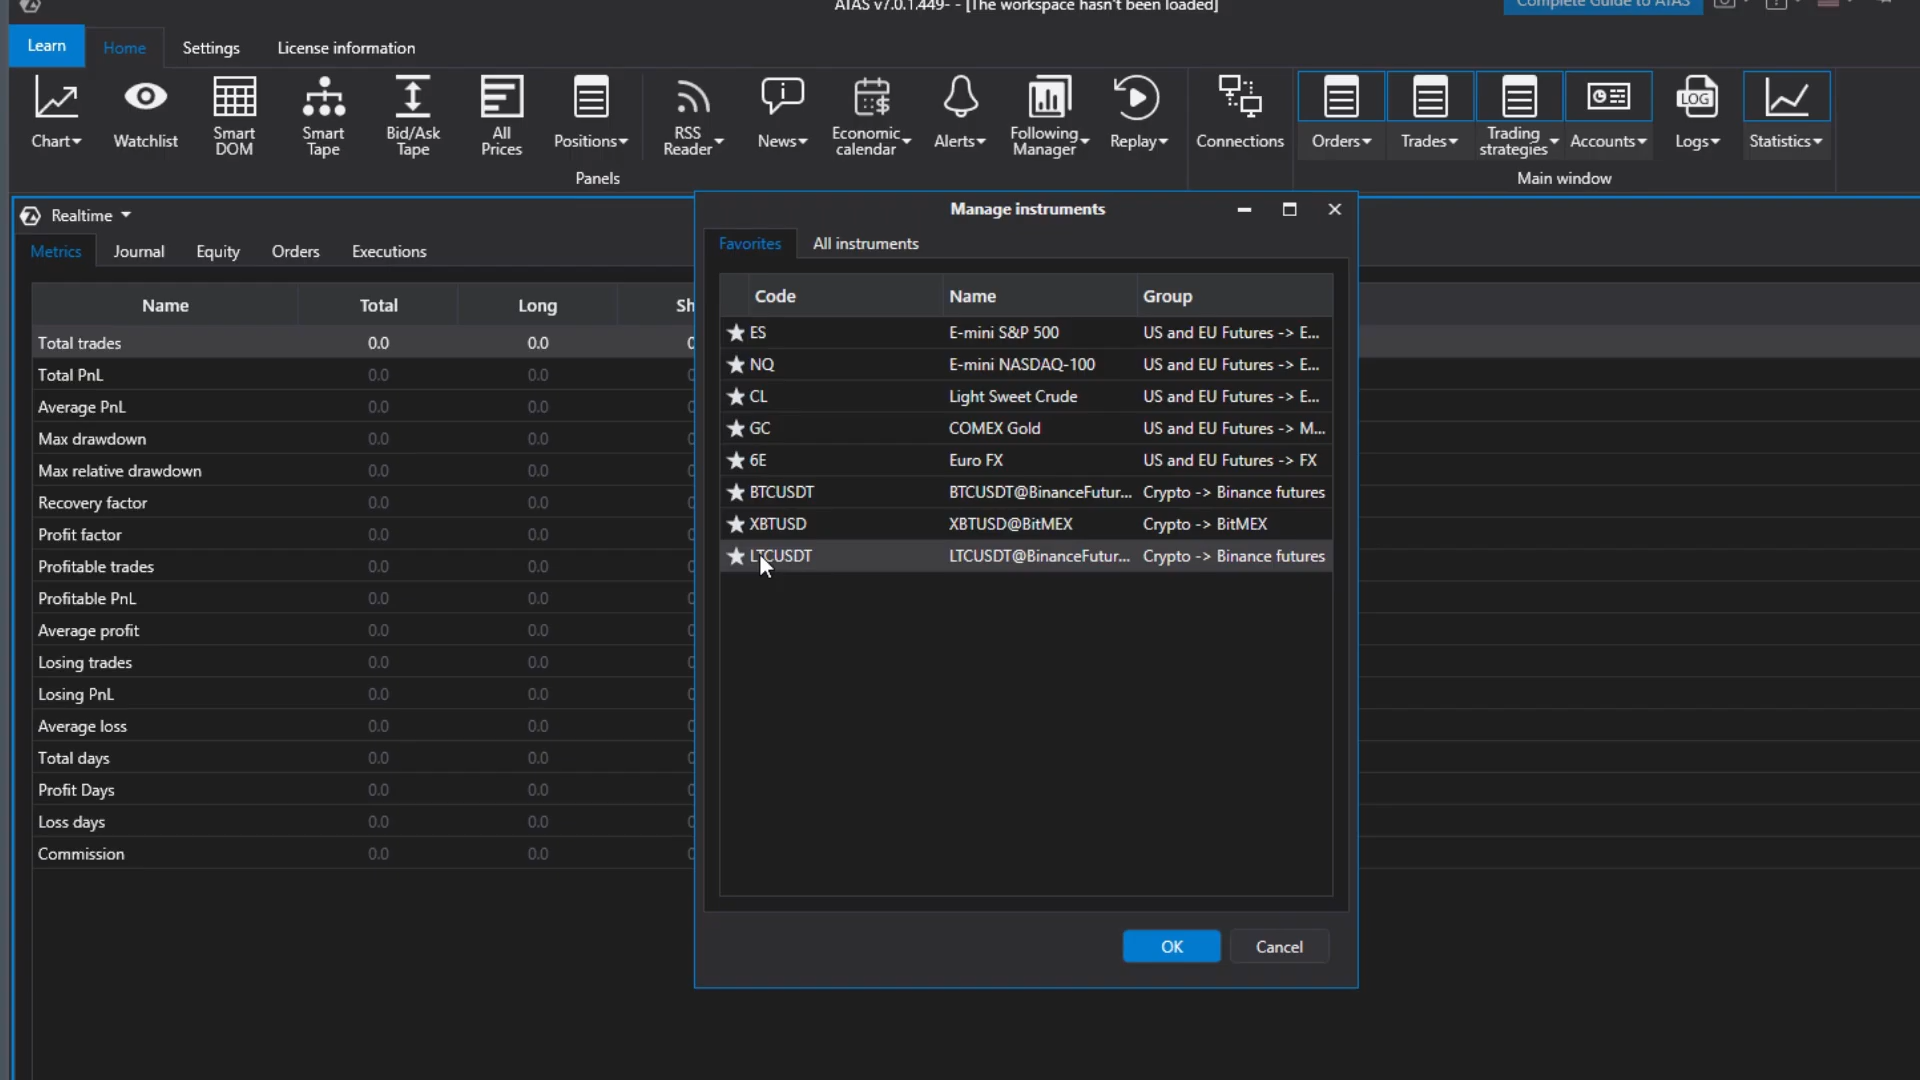 ATAS v7.0.1.449- - [The workspace hasn't been loaded]
Complete Guide to ATAS
Learn
Home
Settings
License information
Chart
Watchlist
Smart DOM
Smart Tape
Bid/Ask Tape
All Prices
Positions
RSS Reader
News
Economic calendar
Alerts
Following Manager
Replay
Connections
Orders
Trades
Trading strategies
Accounts
LOG
Logs
Statistics
Panels
Main window
Realtime
Metrics
Journal
Equity
Orders
Executions
Name Total Long Sh
Total trades 0.0 0.0
Total PnL 0.0 0.0
Average PnL 0.0 0.0
Max drawdown 0.0 0.0
Max relative drawdown 0.0 0.0
Recovery factor 0.0 0.0
Profit factor 0.0 0.0
Profitable trades 0.0 0.0
Profitable PnL 0.0 0.0
Average profit 0.0 0.0
Losing trades 0.0 0.0
Losing PnL 0.0 0.0
Average loss 0.0 0.0
Total days 0.0 0.0
Profit Days 0.0 0.0
Loss days 0.0 0.0
Commission 0.0 0.0
Manage instruments
Favorites
All instruments
Code Name Group
ES E-mini S&P 500 US and EU Futures -> E...
NQ E-mini NASDAQ-100 US and EU Futures -> E...
CL Light Sweet Crude US and EU Futures -> E...
GC COMEX Gold US and EU Futures -> M...
6E Euro FX US and EU Futures -> FX
BTCUSDT BTCUSDT@BinanceFutur... Crypto -> Binance futures
XBTUSD XBTUSD@BitMEX Crypto -> BitMEX
LTCUSDT LTCUSDT@BinanceFutur... Crypto -> Binance futures
OK
Cancel